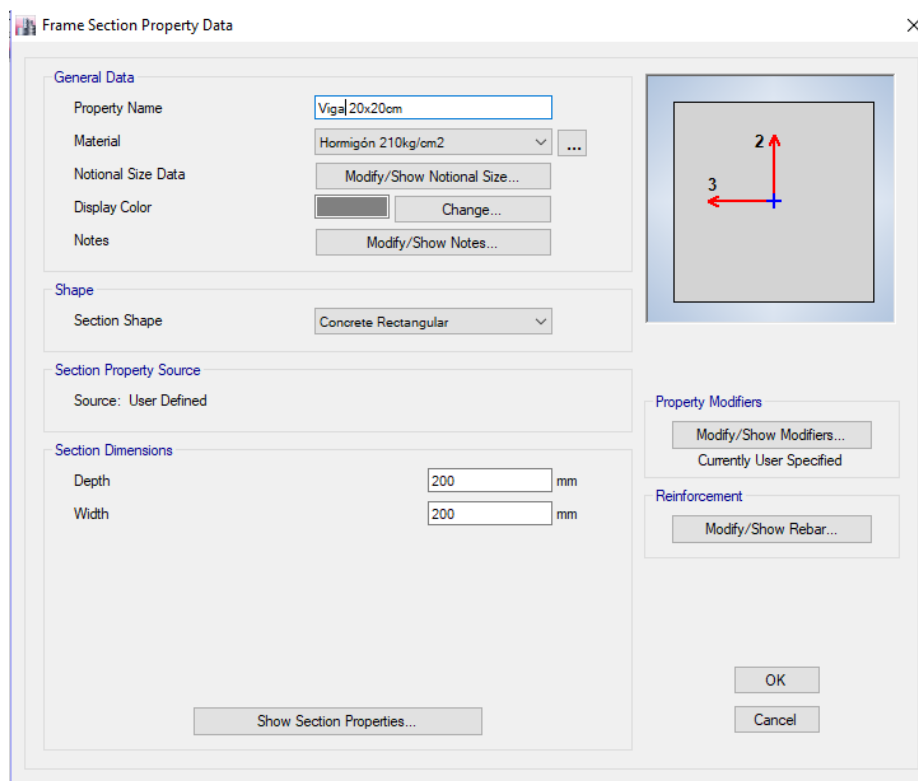 Frame Section Property Data
General Data
Property Name
Viga 20x20cm
Material
Hormigón 210kg/cm2
...
Notional Size Data
Modify/Show Notional Size...
Display Color
Change...
Notes
Modify/Show Notes...
2
3
Shape
Section Shape
Concrete Rectangular
Section Property Source
Source: User Defined
Property Modifiers
Modify/Show Modifiers...
Currently User Specified
Section Dimensions
Depth
200
mm
Width
200
mm
Reinforcement
Modify/Show Rebar...
Show Section Properties...
OK
Cancel